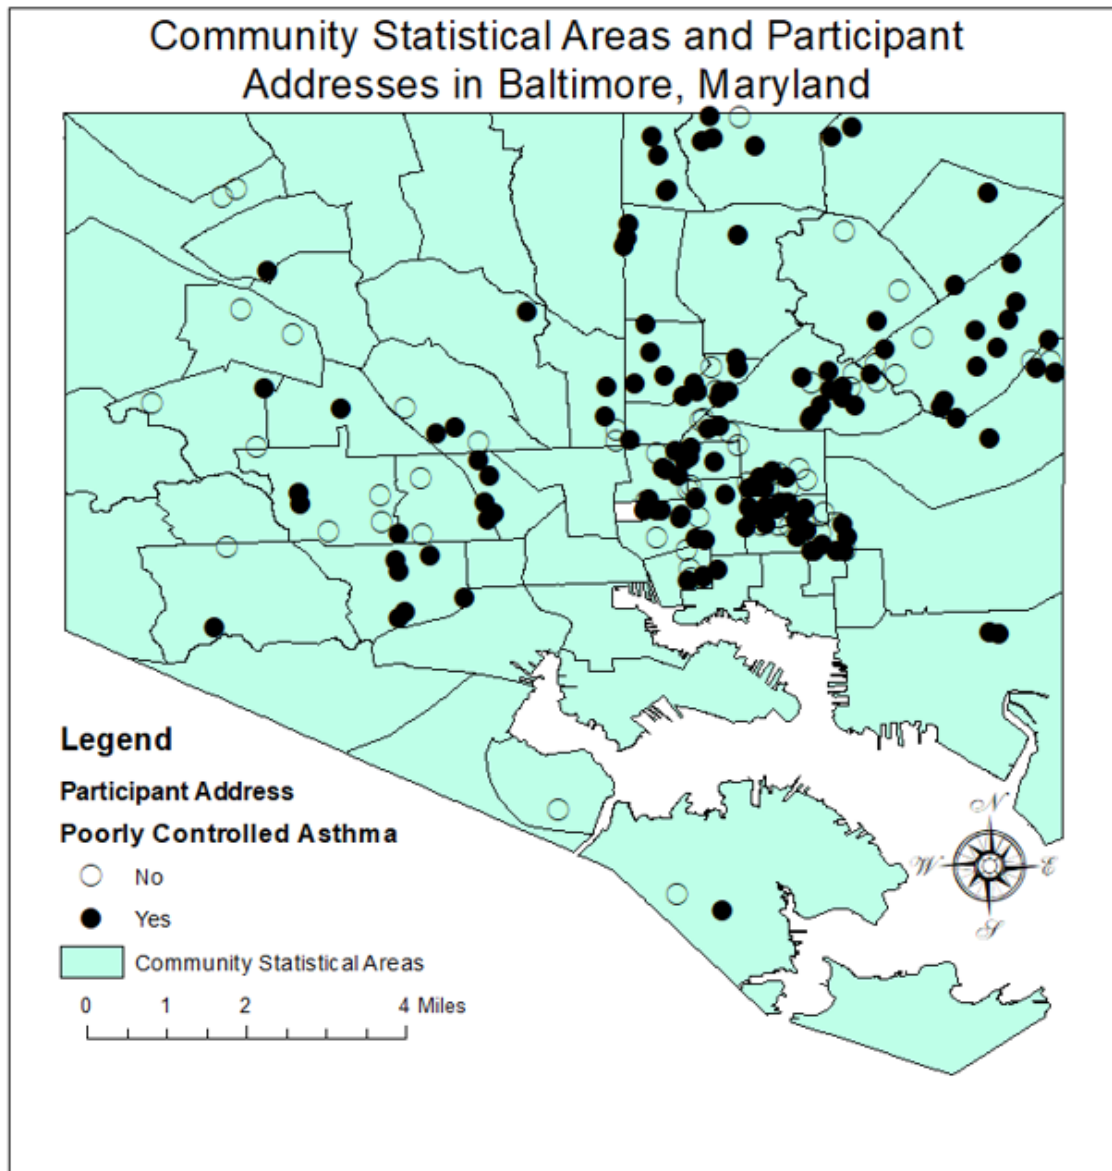 Community Statistical Areas and Participant
Addresses in Baltimore, Maryland
Legend
Participant Address
Poorly Controlled Asthma
No
Yes
Community Statistical Areas
0 1 2 4 Miles
N
W E
S